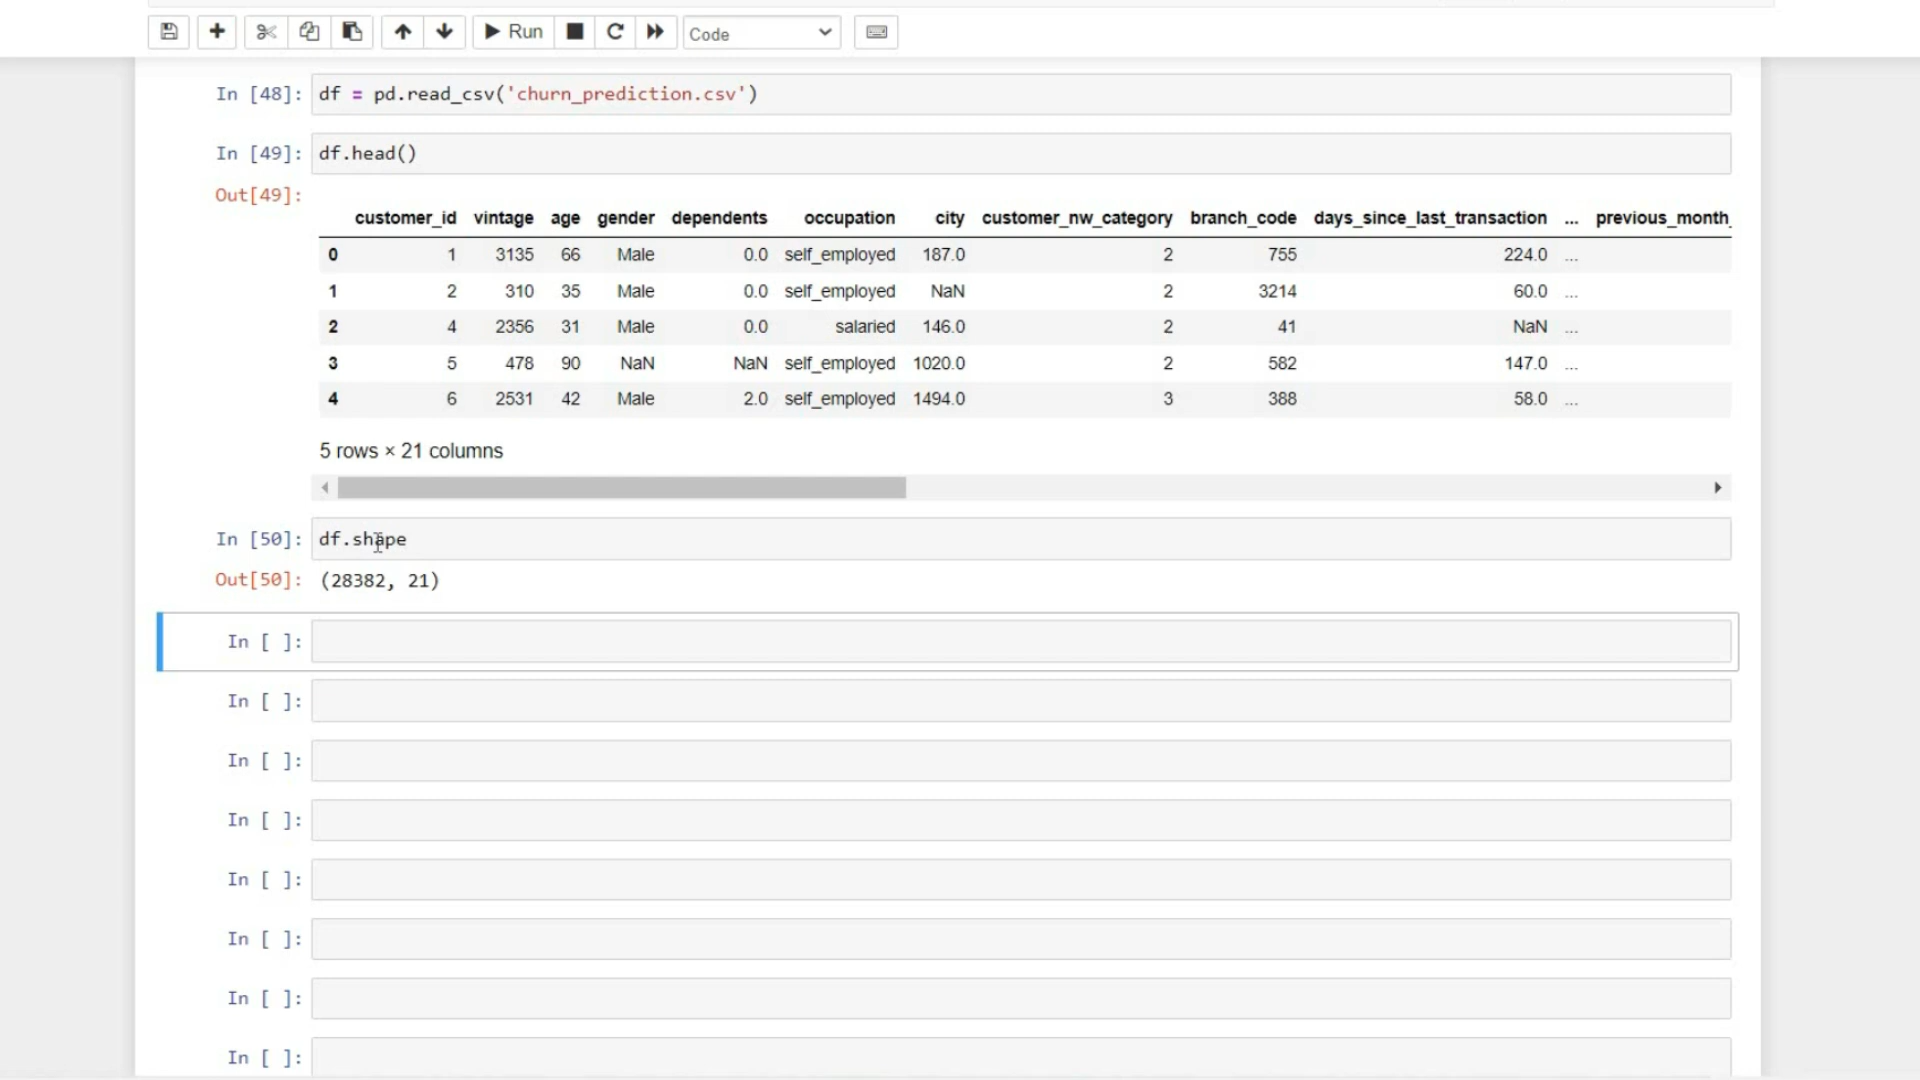 Run Code
In [48]: df = pd.read_csv('churn_prediction.csv')
In [49]: df.head()
Out[49]:
customer_id vintage age gender dependents occupation city customer_nw_category branch_code days_since_last_transaction ... previous_month_
0 1 3135 66 Male 0.0 self_employed 187.0 2 755 224.0 ...
1 2 310 35 Male 0.0 self_employed NaN 2 3214 60.0 ...
2 4 2356 31 Male 0.0 salaried 146.0 2 41 NaN ...
3 5 478 90 NaN NaN self_employed 1020.0 2 582 147.0 ...
4 6 2531 42 Male 2.0 self_employed 1494.0 3 388 58.0 ...
5 rows × 21 columns
In [50]: df.shape
Out[50]: (28382, 21)
In [ ]:
In [ ]:
In [ ]:
In [ ]:
In [ ]:
In [ ]:
In [ ]:
In [ ]: